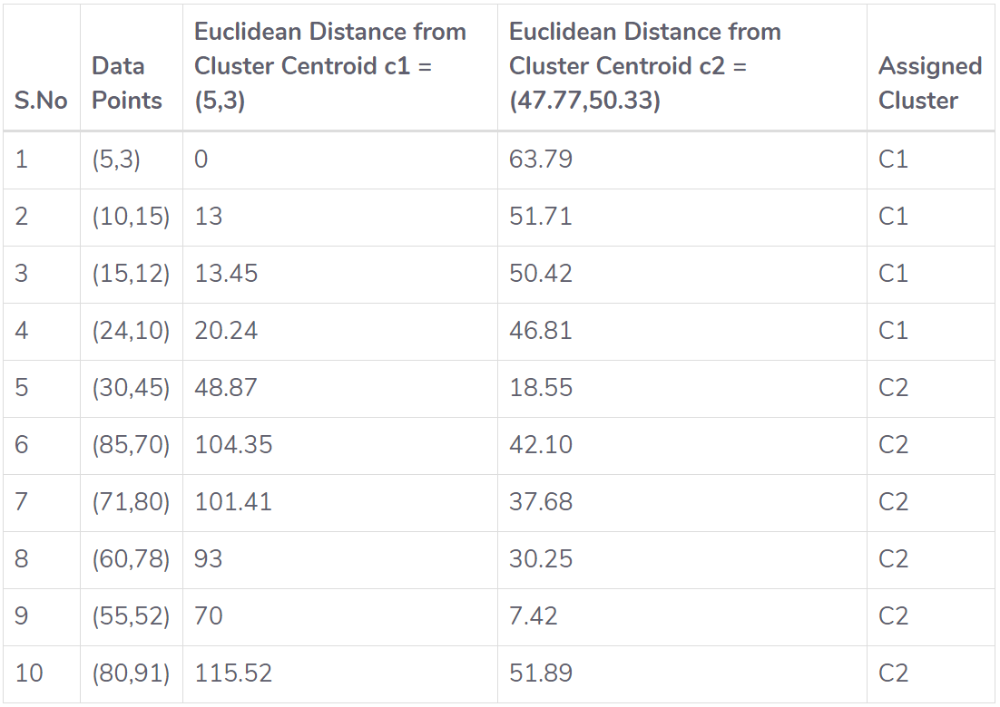 S.No Data Points Euclidean Distance from Cluster Centroid c1 = (5,3) Euclidean Distance from Cluster Centroid c2 = (47.77,50.33) Assigned Cluster
1 (5,3) 0 63.79 C1
2 (10,15) 13 51.71 C1
3 (15,12) 13.45 50.42 C1
4 (24,10) 20.24 46.81 C1
5 (30,45) 48.87 18.55 C2
6 (85,70) 104.35 42.10 C2
7 (71,80) 101.41 37.68 C2
8 (60,78) 93 30.25 C2
9 (55,52) 70 7.42 C2
10 (80,91) 115.52 51.89 C2